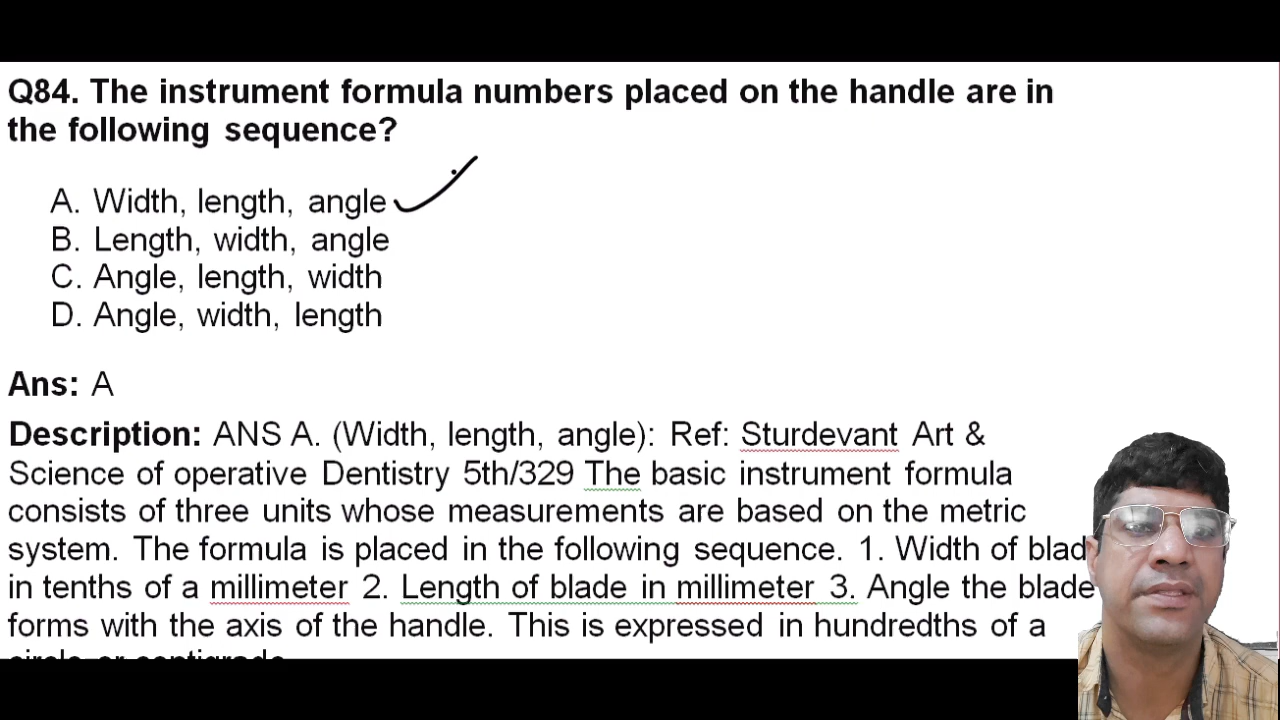 Q84. The instrument formula numbers placed on the handle are in
the following sequence?
A. Width, length, angle
B. Length, width, angle
C. Angle, length, width
D. Angle, width, length
Ans: A
Description: ANS A. (Width, length, angle): Ref: Sturdevant Art &
Science of operative Dentistry 5th/329 The basic instrument formula
consists of three units whose measurements are based on the metric
system. The formula is placed in the following sequence. 1. Width of blad
in tenths of a millimeter 2. Length of blade in millimeter 3. Angle the blade
forms with the axis of the handle. This is expressed in hundredths of a
circle or centigrade